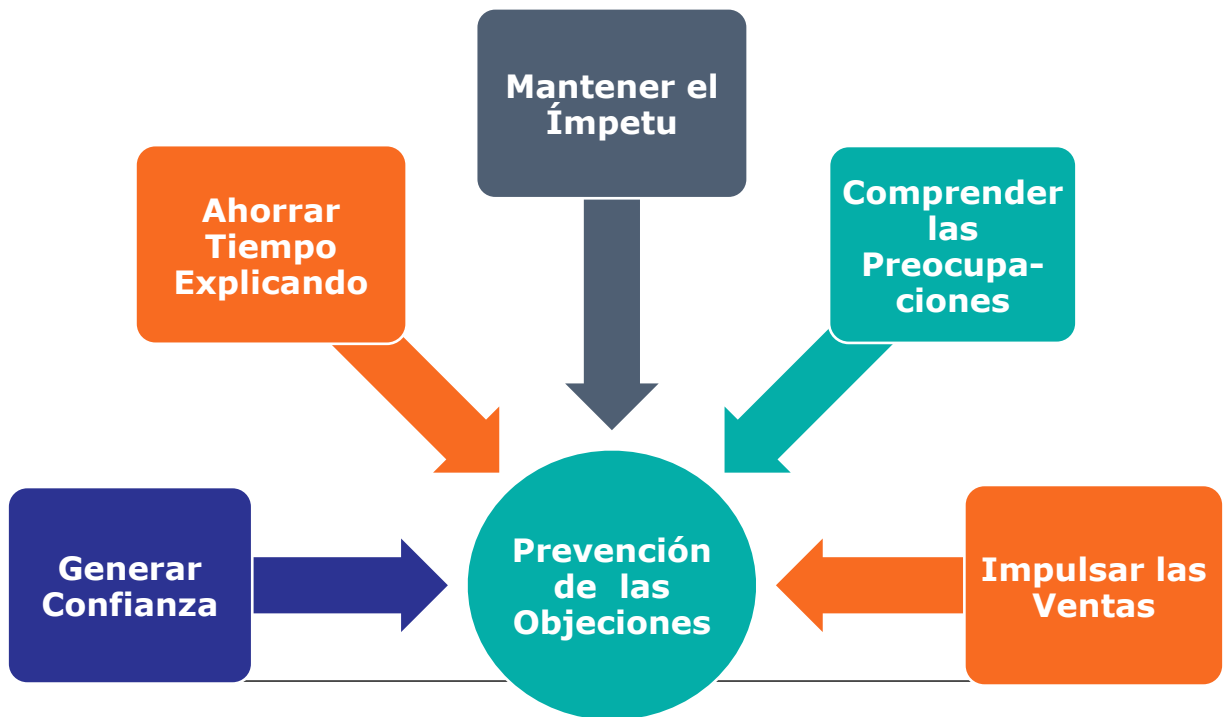 Mantener el
Ímpetu
Ahorrar
Tiempo
Explicando
Comprender
las
Preocupa-
ciones
Generar
Confianza
Prevención
de las
Objeciones
Impulsar las
Ventas